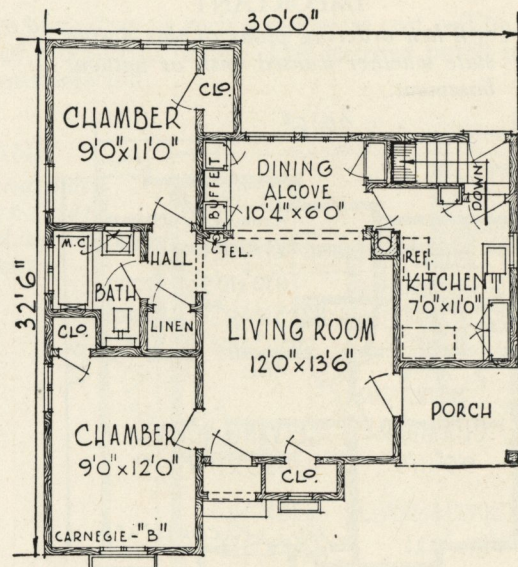 30'0"
32'6"
CHAMBER
9'0"x11'0"
CLO.
DINING
ALCOVE
10'4"x6'0"
BUFFET
DOWN
M.C.
BATH
HALL
TEL.
LINEN
REF.
KITCHEN
7'0"x11'0"
LIVING ROOM
12'0"x13'6"
CLO.
CHAMBER
9'0"x12'0"
PORCH
CLO.
CARNEGIE-"B"